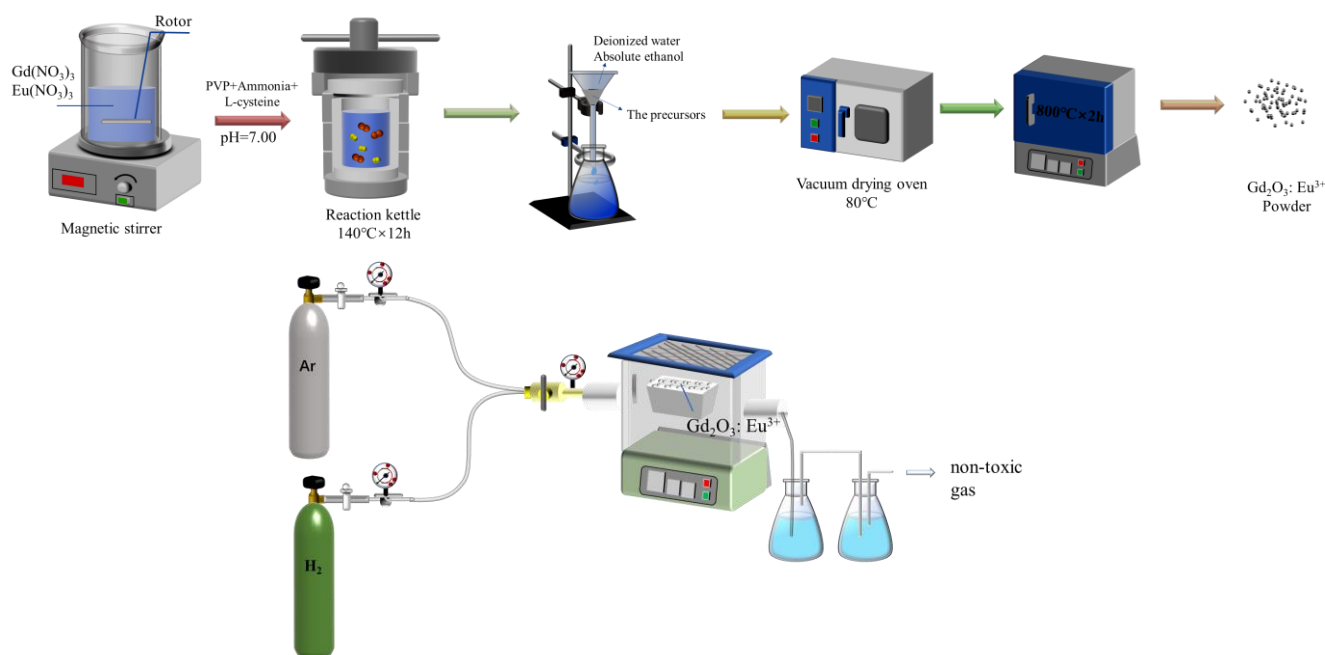 Rotor
Gd(NO₃)₃
Eu(NO₃)₃
Magnetic stirrer
PVP+Ammonia+
L-cysteine
pH=7.00
Reaction kettle
140℃×12h
Deionized water
Absolute ethanol
The precursors
Vacuum drying oven
80℃
800℃×2h
Gd₂O₃: Eu³⁺
Powder
Ar
H₂
Gd₂O₃: Eu³⁺
non-toxic
gas